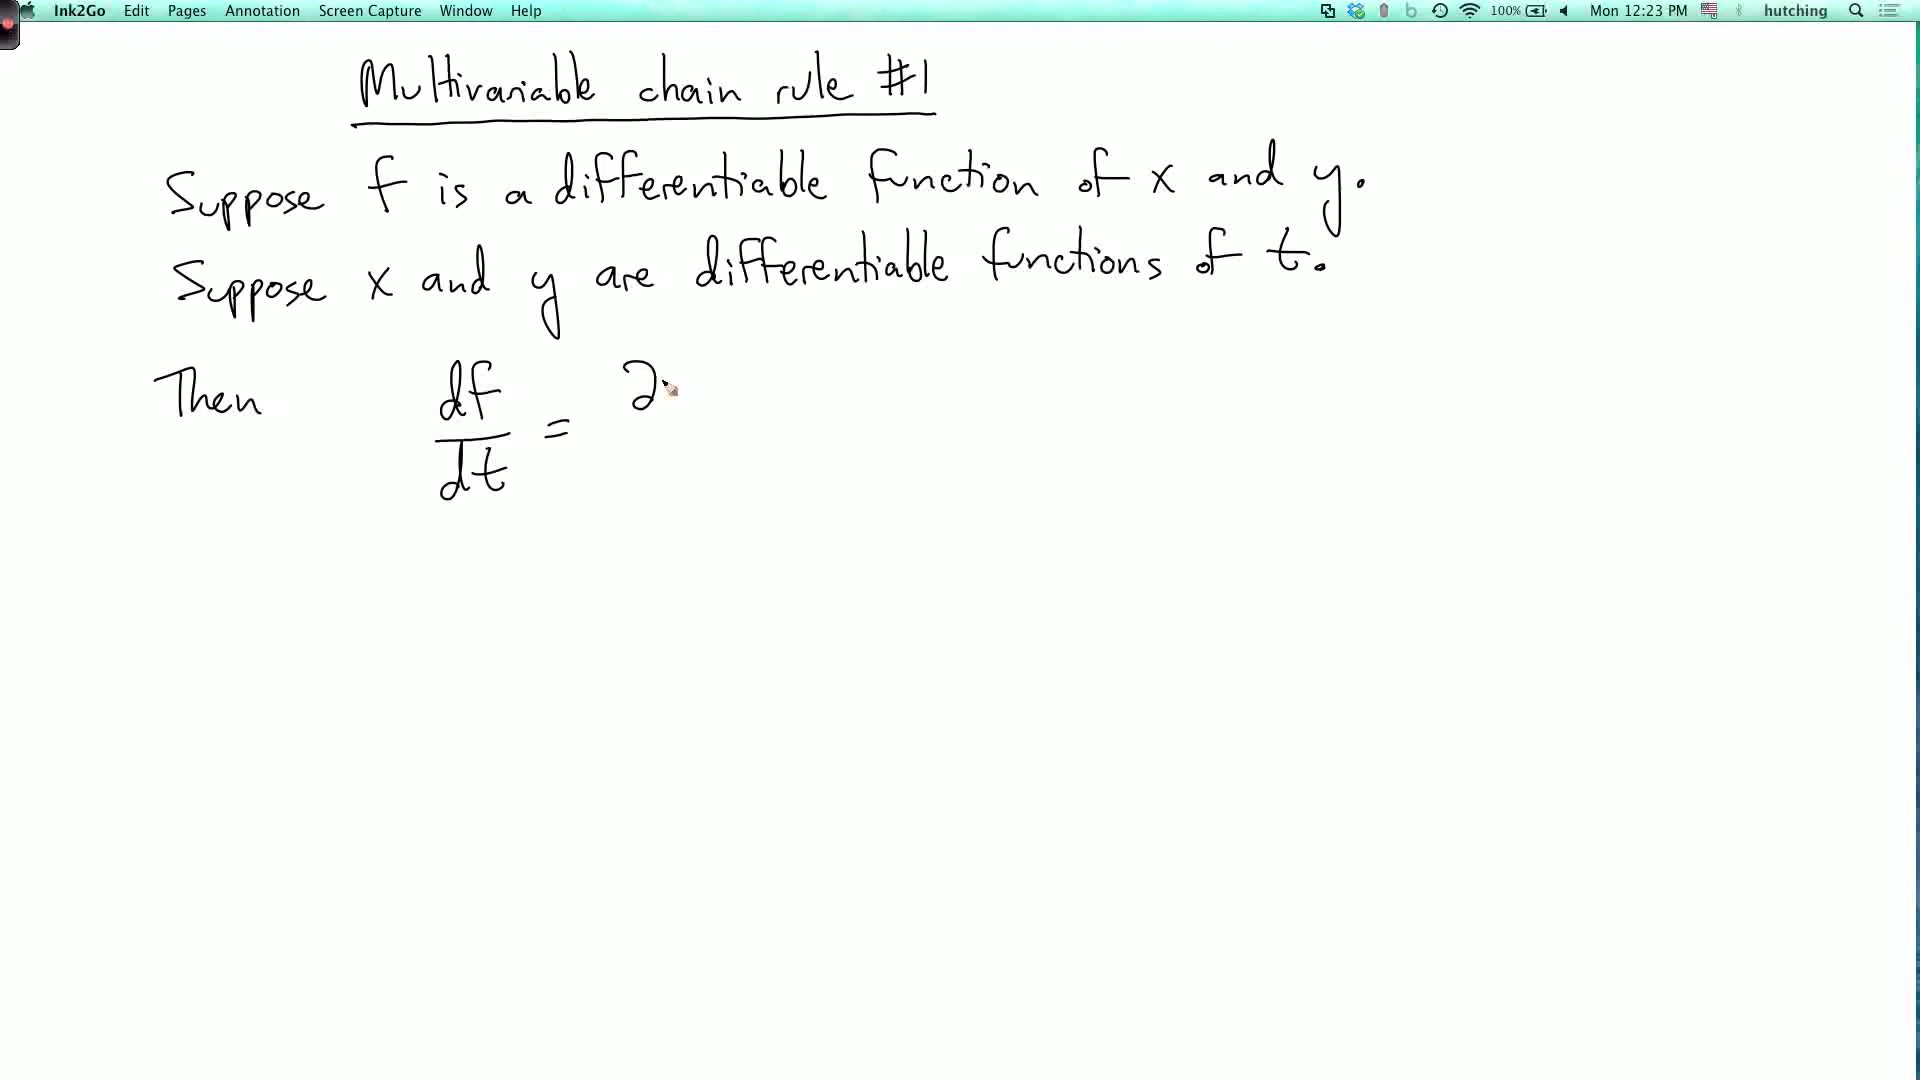 Ink2Go Edit Pages Annotation Screen Capture Window Help 100% Mon 12:23 PM hutching
Multivariable chain rule #1
Suppose f is a differentiable function of x and y.
Suppose x and y are differentiable functions of t.
Then df/dt = ∂